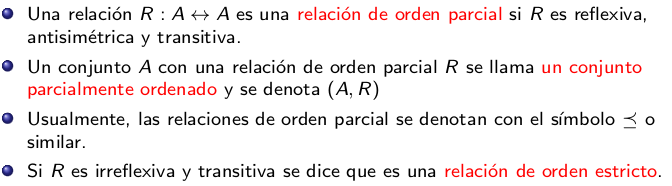 Una relación R : A ↔ A es una relación de orden parcial si R es reflexiva,
antisimétrica y transitiva.
Un conjunto A con una relación de orden parcial R se llama un conjunto
parcialmente ordenado y se denota (A, R)
Usualmente, las relaciones de orden parcial se denotan con el símbolo ⪯ o
similar.
Si R es irreflexiva y transitiva se dice que es una relación de orden estricto.